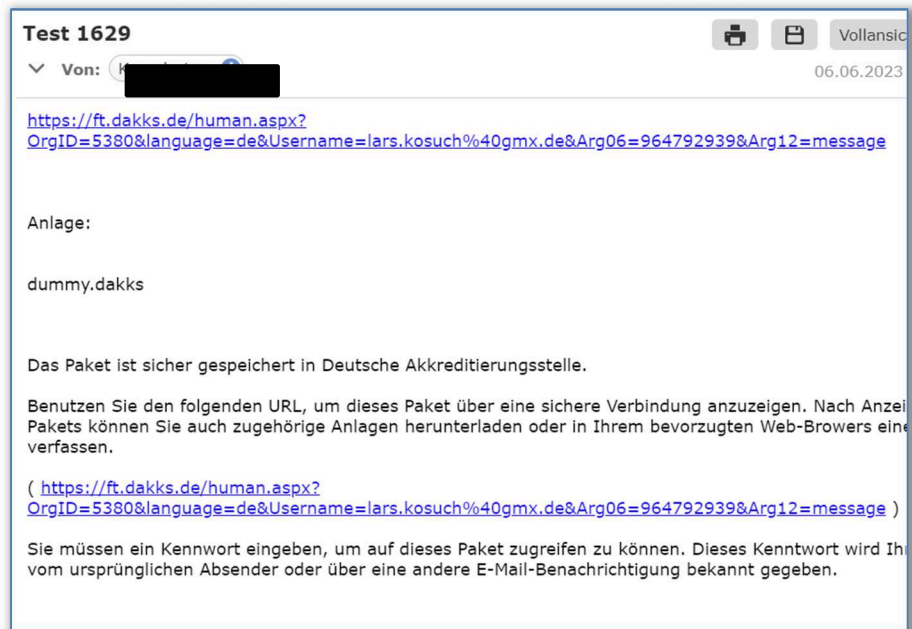 Test 1629
Vollansic
Von:
06.06.2023
https://ft.dakks.de/human.aspx?
OrgID=5380&language=de&Username=lars.kosuch%40gmx.de&Arg06=964792939&Arg12=message
Anlage:
dummy.dakks
Das Paket ist sicher gespeichert in Deutsche Akkreditierungsstelle.
Benutzen Sie den folgenden URL, um dieses Paket über eine sichere Verbindung anzuzeigen. Nach Anzei
Pakets können Sie auch zugehörige Anlagen herunterladen oder in Ihrem bevorzugten Web-Browers eine
verfassen.
( https://ft.dakks.de/human.aspx?
OrgID=5380&language=de&Username=lars.kosuch%40gmx.de&Arg06=964792939&Arg12=message )
Sie müssen ein Kennwort eingeben, um auf dieses Paket zugreifen zu können. Dieses Kenntwort wird Ih
vom ursprünglichen Absender oder über eine andere E-Mail-Benachrichtigung bekannt gegeben.